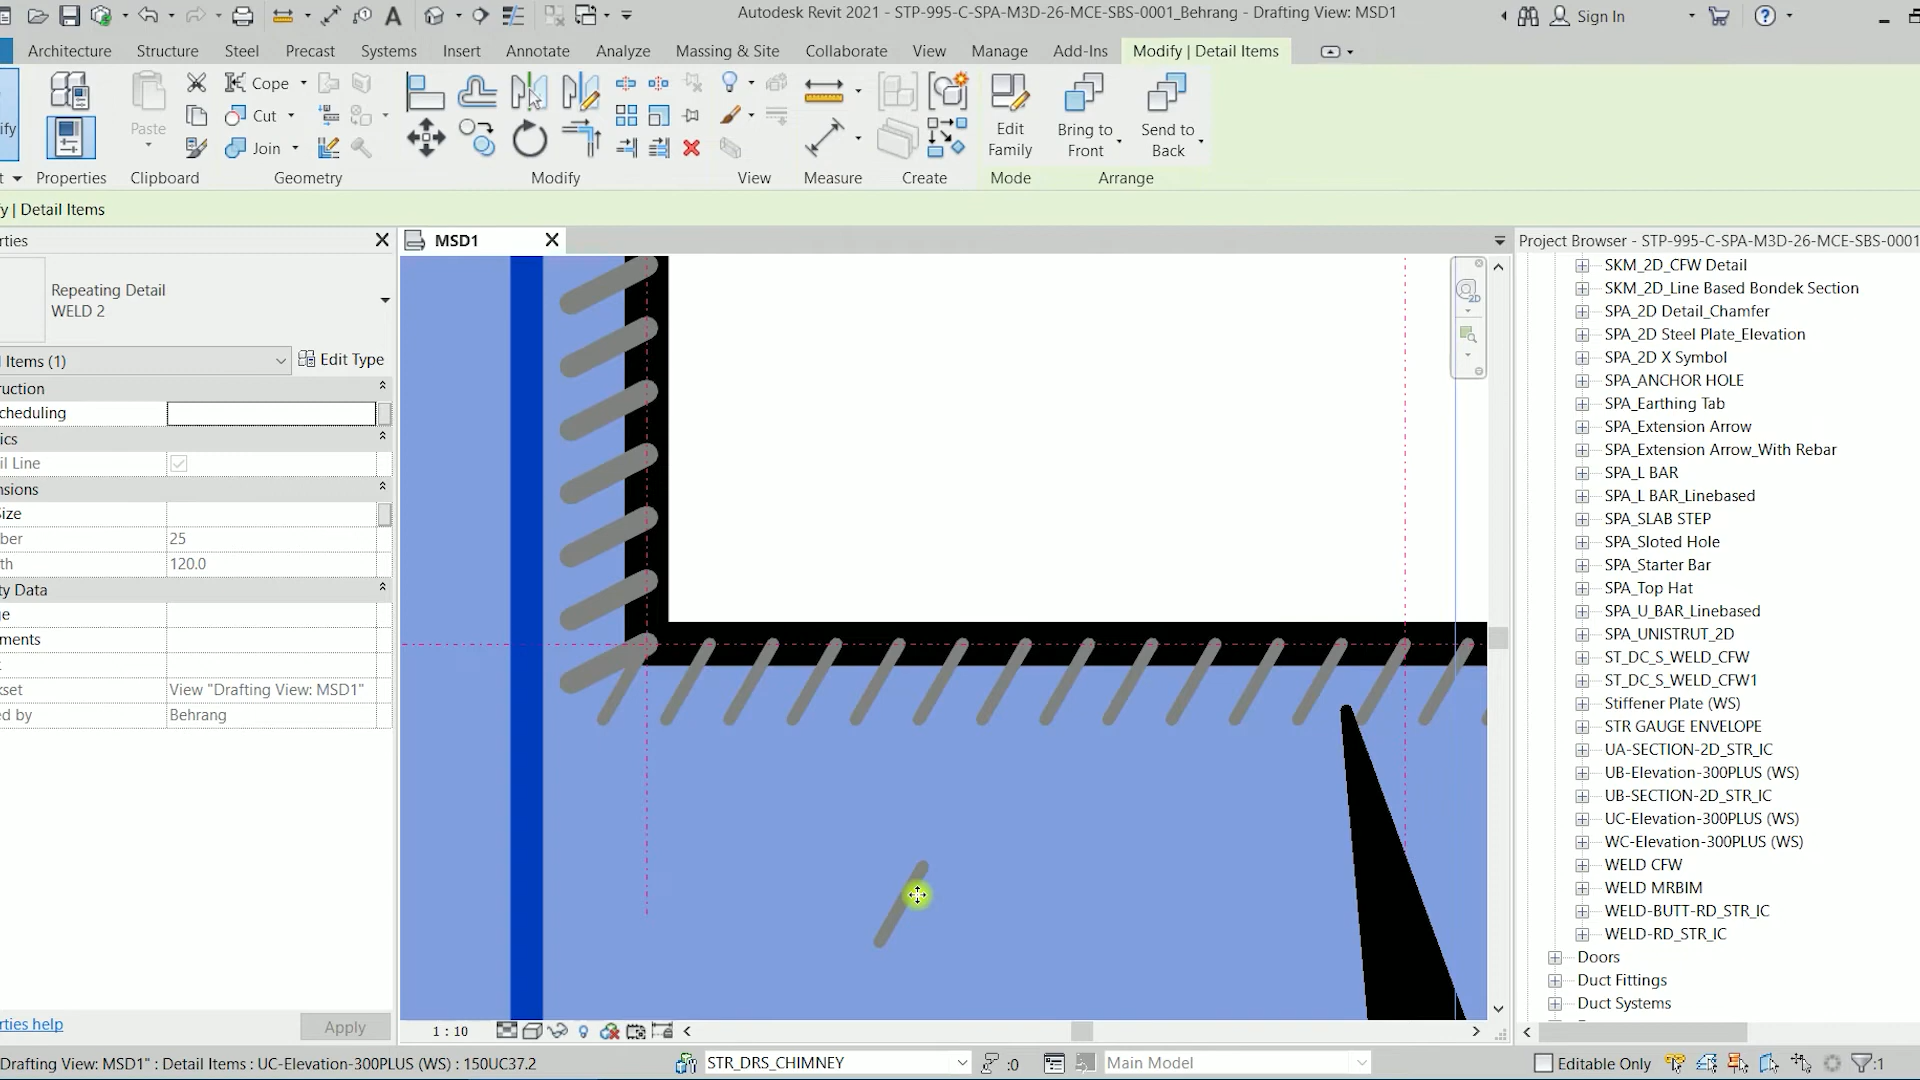 Autodesk Revit 2021 - STP-995-C-SPA-M3D-26-MCE-SBS-0001_Behrang - Drafting View: MSD1
Sign In
Architecture Structure Steel Precast Systems Insert Annotate Analyze Massing & Site Collaborate View Manage Add-Ins Modify | Detail Items
Cope
Cut
Join
Paste
Edit Family
Bring to Front
Send to Back
Properties Clipboard Geometry Modify View Measure Create Mode Arrange
y | Detail Items
rties
MSD1
Project Browser - STP-995-C-SPA-M3D-26-MCE-SBS-0001
Repeating Detail
WELD 2
l Items (1)
Edit Type
ruction
cheduling
ics
il Line
nsions
Size
ber 25
th 120.0
ty Data
ge
ments
kset View "Drafting View: MSD1"
ed by Behrang
rties help
Apply
SKM_2D_CFW Detail
SKM_2D_Line Based Bondek Section
SPA_2D Detail_Chamfer
SPA_2D Steel Plate_Elevation
SPA_2D X Symbol
SPA_ANCHOR HOLE
SPA_Earthing Tab
SPA_Extension Arrow
SPA_Extension Arrow_With Rebar
SPA_L BAR
SPA_L BAR_Linebased
SPA_SLAB STEP
SPA_Sloted Hole
SPA_Starter Bar
SPA_Top Hat
SPA_U_BAR_Linebased
SPA_UNISTRUT_2D
ST_DC_S_WELD_CFW
ST_DC_S_WELD_CFW1
Stiffener Plate (WS)
STR GAUGE ENVELOPE
UA-SECTION-2D_STR_IC
UB-Elevation-300PLUS (WS)
UB-SECTION-2D_STR_IC
UC-Elevation-300PLUS (WS)
WC-Elevation-300PLUS (WS)
WELD CFW
WELD MRBIM
WELD-BUTT-RD_STR_IC
WELD-RD_STR_IC
Doors
Duct Fittings
Duct Systems
1 : 10
Drafting View: MSD1" : Detail Items : UC-Elevation-300PLUS (WS) : 150UC37.2
STR_DRS_CHIMNEY
:0
Main Model
Editable Only
:1